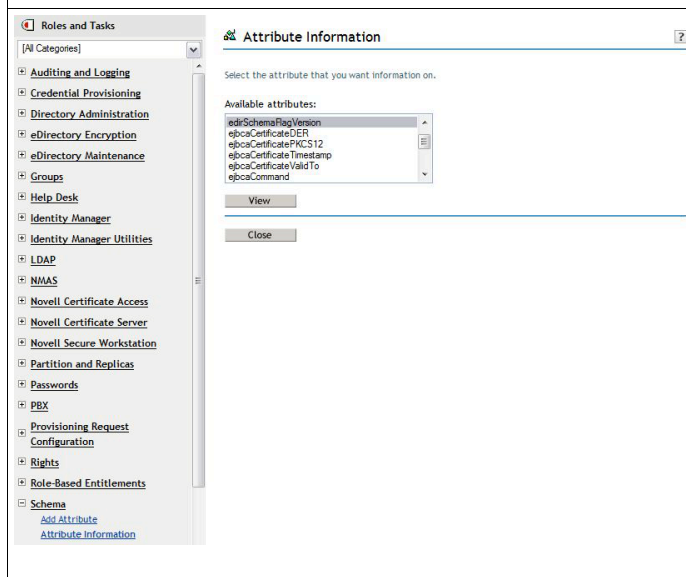 Roles and Tasks
[All Categories]
Auditing and Logging
Credential Provisioning
Directory Administration
eDirectory Encryption
eDirectory Maintenance
Groups
Help Desk
Identity Manager
Identity Manager Utilities
LDAP
NMAS
Novell Certificate Access
Novell Certificate Server
Novell Secure Workstation
Partition and Replicas
Passwords
PBX
Provisioning Request
Configuration
Rights
Role-Based Entitlements
Schema
Add Attribute
Attribute Information
Attribute Information
?
Select the attribute that you want information on.
Available attributes:
edirSchemaFlagVersion
ejbcaCertificateDER
ejbcaCertificatePKCS12
ejbcaCertificateTimestamp
ejbcaCertificateValidTo
ejbcaCommand
View
Close